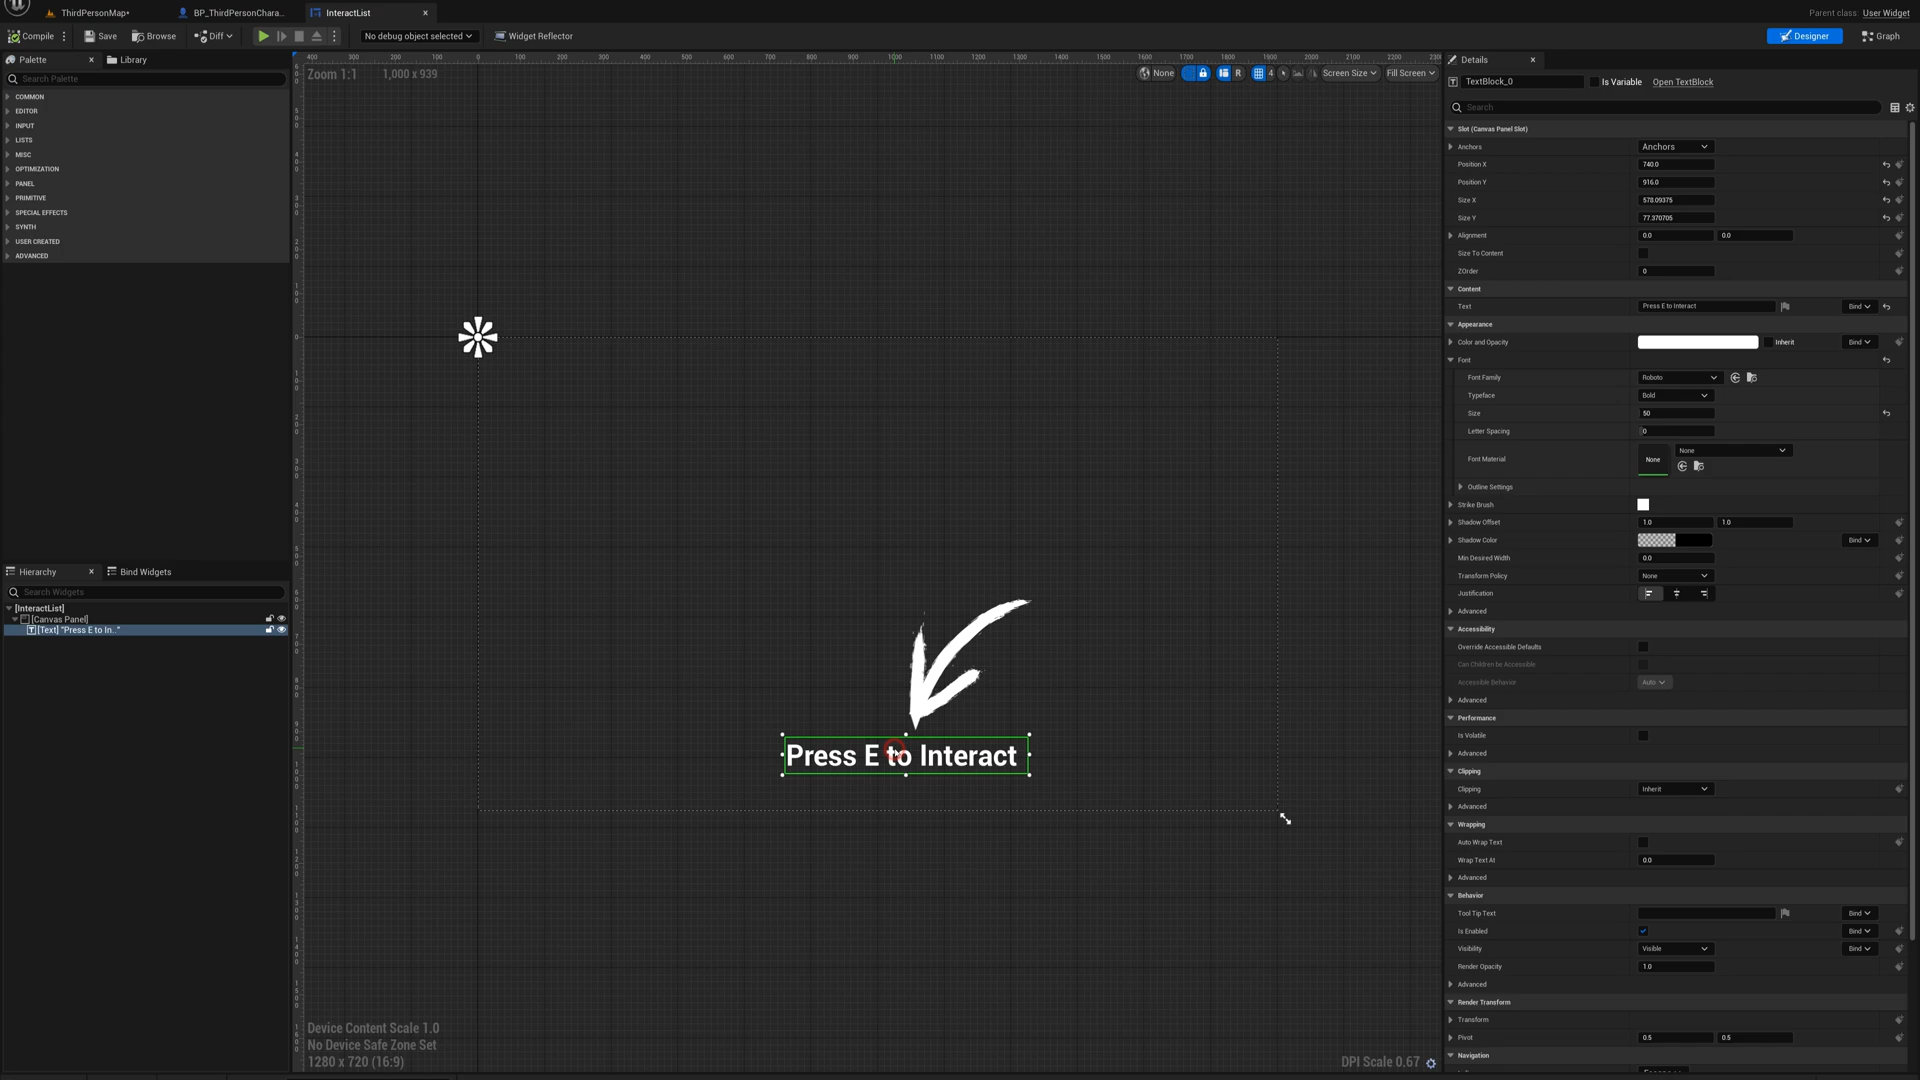 ThirdPersonMap*
BP_ThirdPersonChara...
InteractList
Parent class: User Widget
Compile
Save
Browse
Diff
No debug object selected
Widget Reflector
Designer
Graph
Palette
Library
Search Palette
COMMON
EDITOR
INPUT
LISTS
MISC
OPTIMIZATION
PANEL
PRIMITIVE
SPECIAL EFFECTS
SYNTH
USER CREATED
ADVANCED
Hierarchy
Bind Widgets
Search Widgets
[InteractList]
[Canvas Panel]
[Text] "Press E to In.."
Zoom 1:1
1,000 x 939
None
R
4
Screen Size
Fill Screen
Press E to Interact
Device Content Scale 1.0
No Device Safe Zone Set
1280 x 720 (16:9)
DPI Scale 0.67
Details
TextBlock_0
Is Variable
Open TextBlock
Search
Slot (Canvas Panel Slot)
Anchors Anchors
Position X 740.0
Position Y 916.0
Size X 578.09375
Size Y 77.370705
Alignment 0.0 0.0
Size To Content
ZOrder 0
Content
Text Press E to Interact Bind
Appearance
Color and Opacity Inherit Bind
Font
Font Family Roboto
Typeface Bold
Size 50
Letter Spacing 0
Font Material None None
Outline Settings
Strike Brush
Shadow Offset 1.0 1.0
Shadow Color Bind
Min Desired Width 0.0
Transform Policy None
Justification
Advanced
Accessibility
Override Accessible Defaults
Can Children be Accessible
Accessible Behavior Auto
Advanced
Performance
Is Volatile
Advanced
Clipping
Clipping Inherit
Advanced
Wrapping
Auto Wrap Text
Wrap Text At 0.0
Advanced
Behavior
Tool Tip Text Bind
Is Enabled Bind
Visibility Visible Bind
Render Opacity 1.0
Advanced
Render Transform
Transform
Pivot 0.5 0.5
Navigation